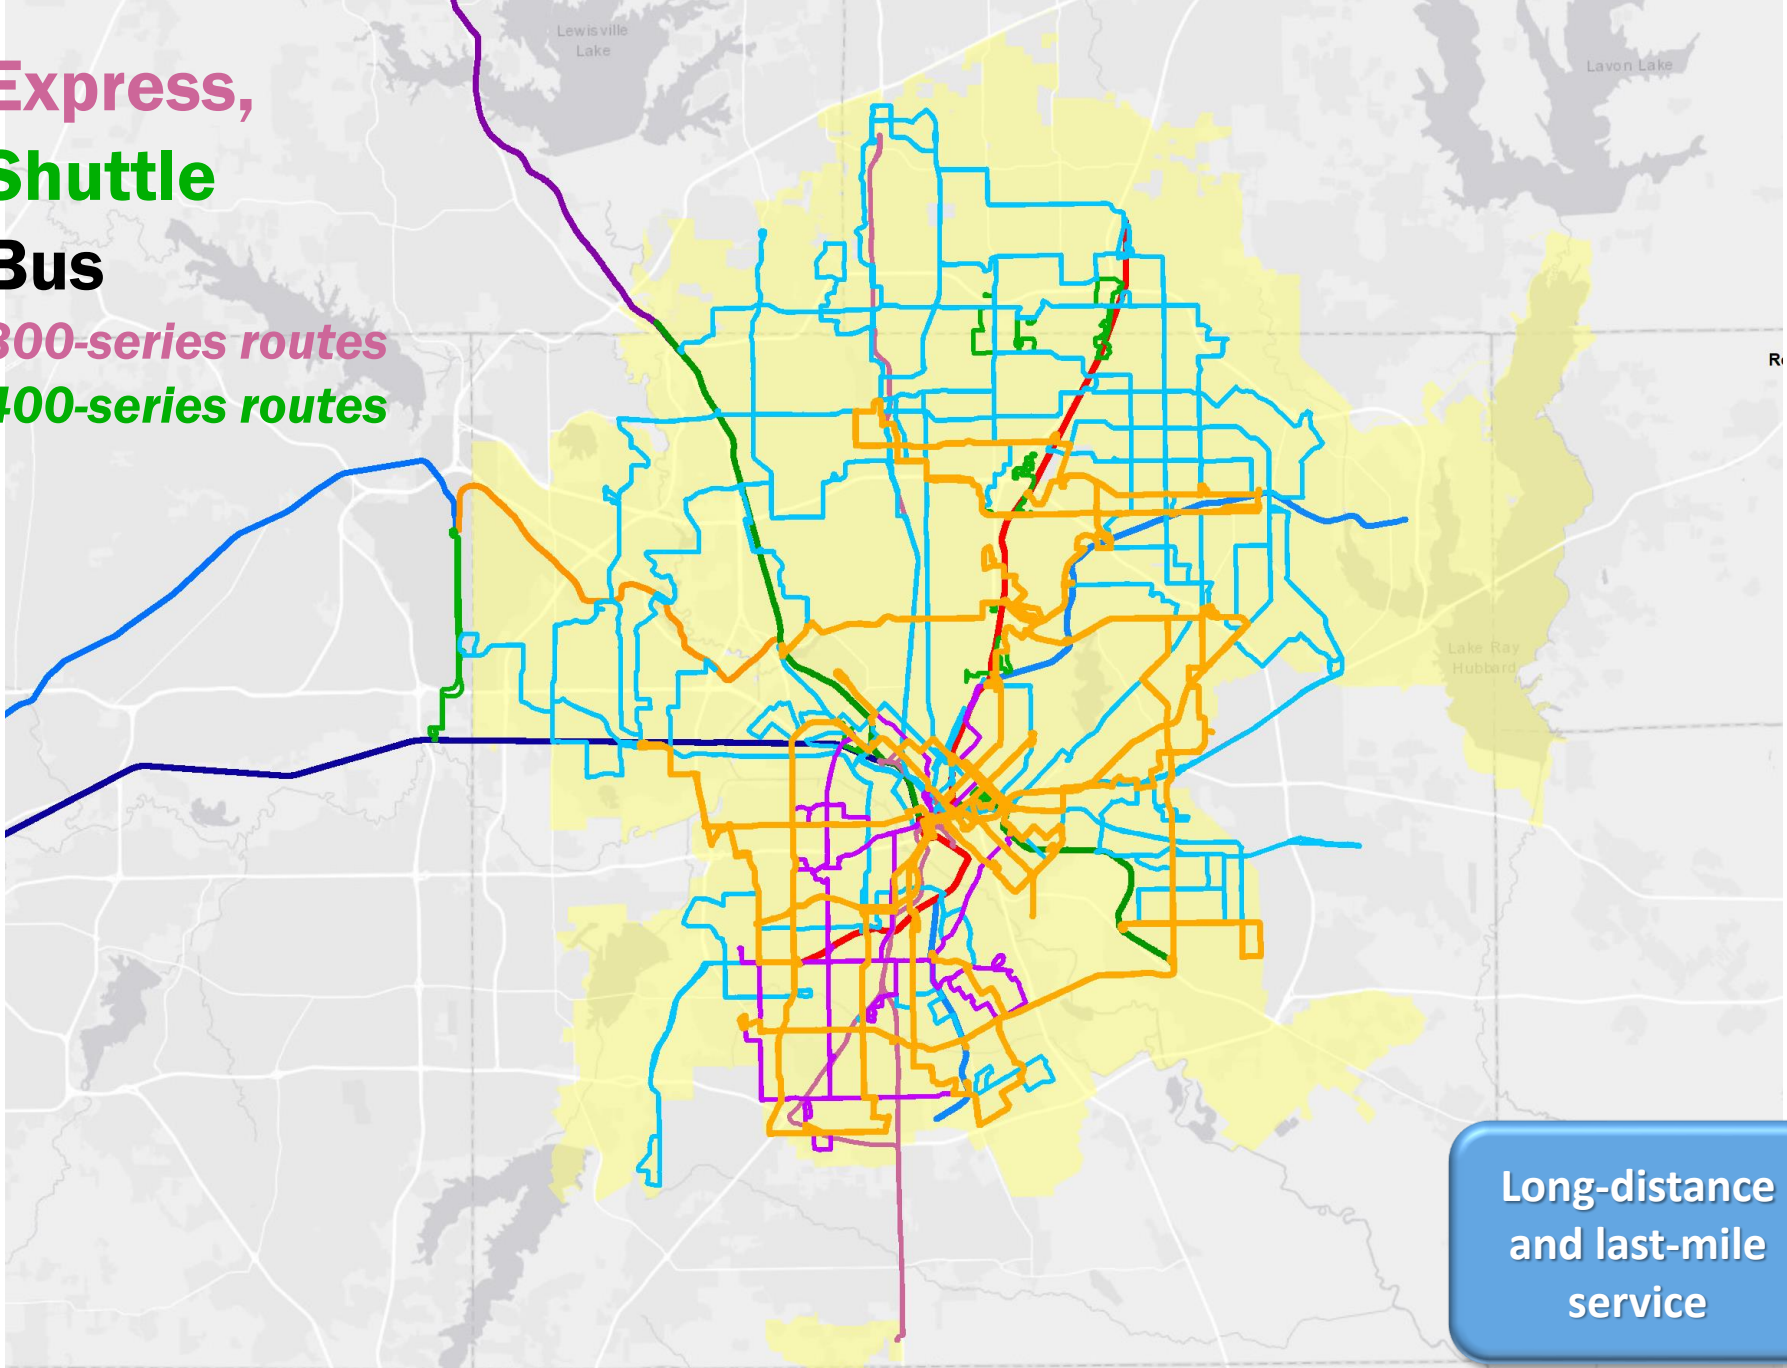 Express,
Shuttle
Bus
300-series routes
400-series routes
Lewisville
Lake
Lavon Lake
Lake Ray
Hubbard
Long-distance
and last-mile
service